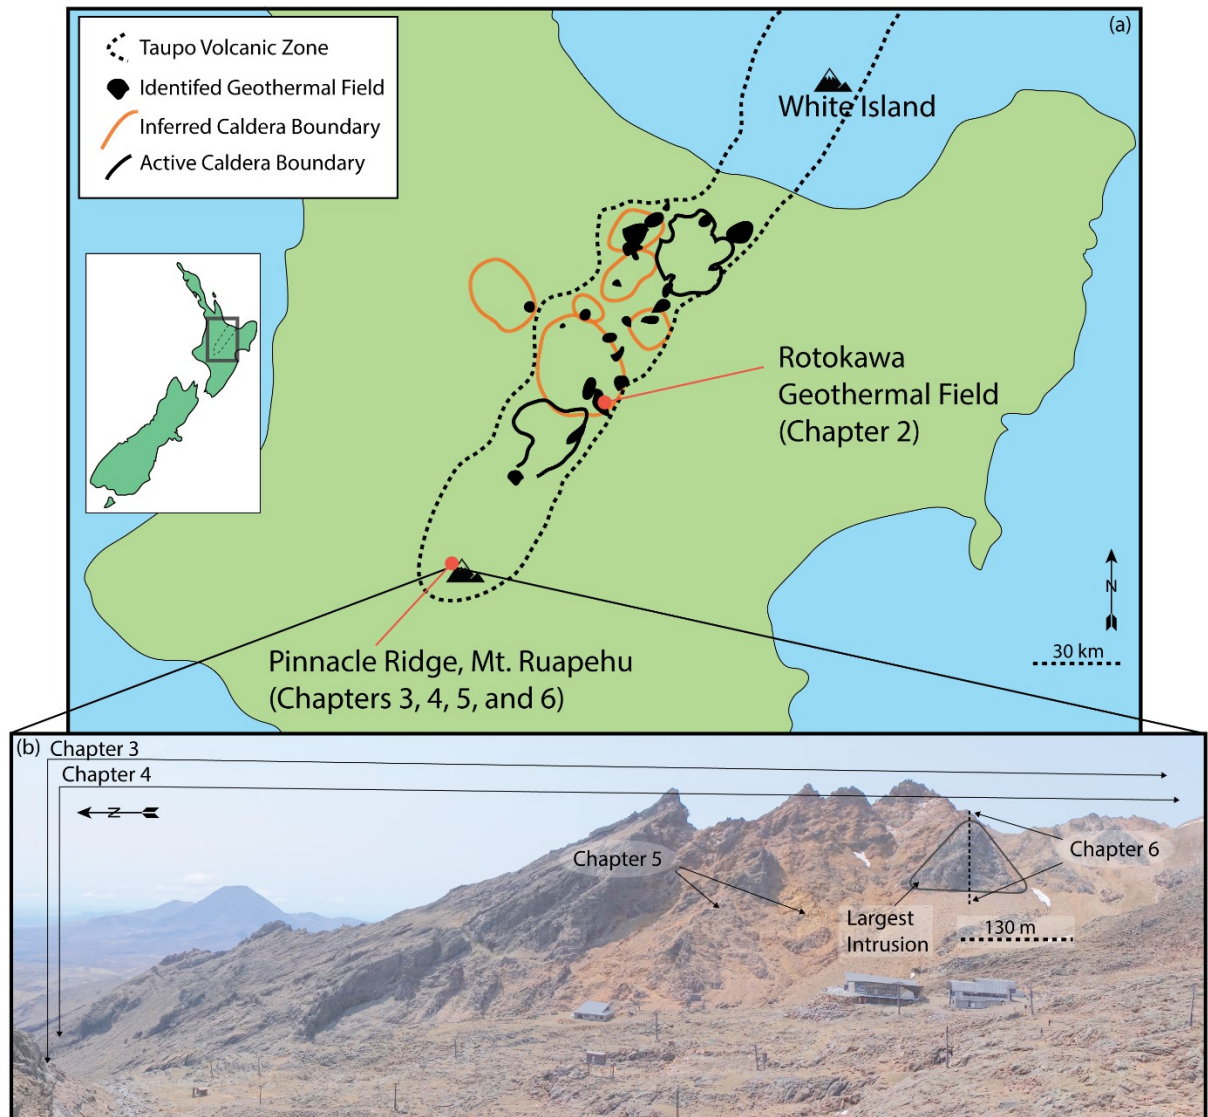 (a)
Taupo Volcanic Zone
Identifed Geothermal Field
Inferred Caldera Boundary
Active Caldera Boundary
White Island
Rotokawa
Geothermal Field
(Chapter 2)
N
30 km
Pinnacle Ridge, Mt. Ruapehu
(Chapters 3, 4, 5, and 6)
(b)
Chapter 3
Chapter 4
N
Chapter 5
Chapter 6
Largest
Intrusion
130 m